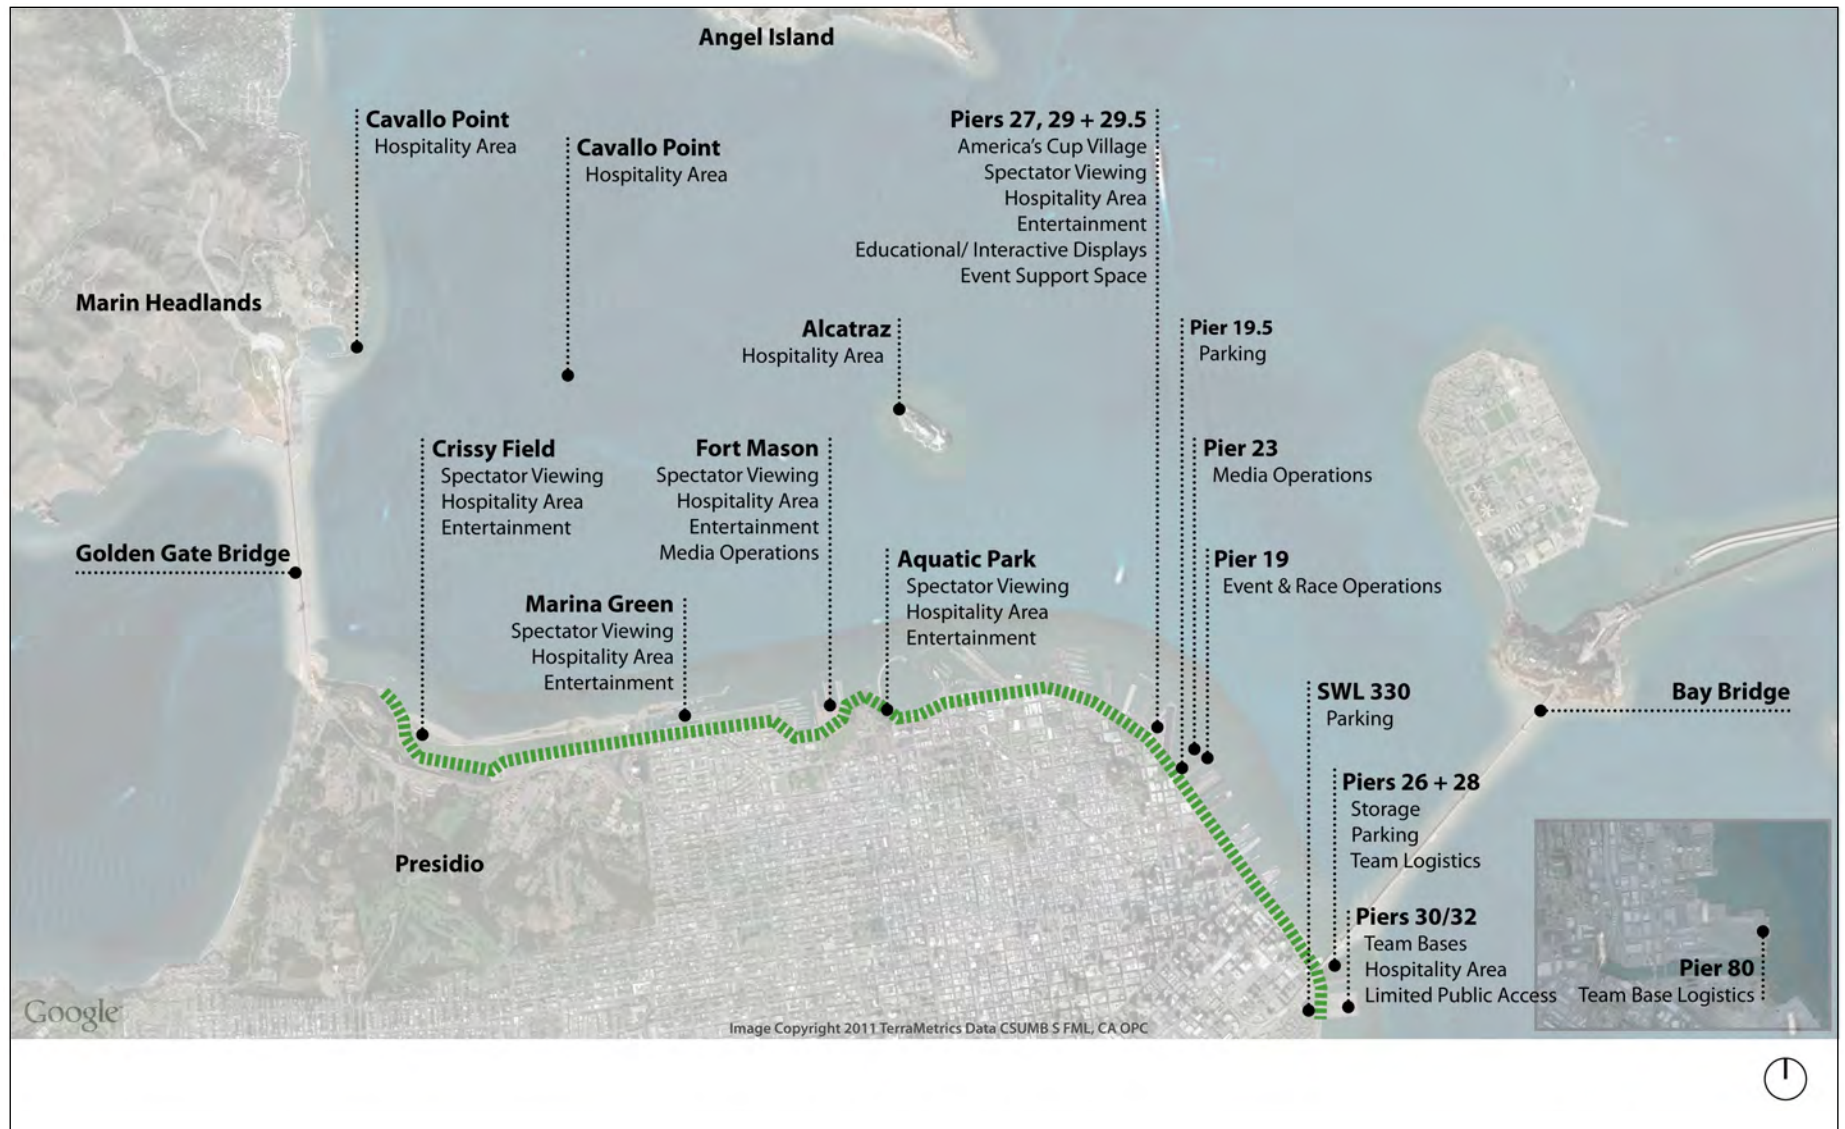 Angel Island
Cavallo Point
Hospitality Area
Cavallo Point
Hospitality Area
Piers 27, 29 + 29.5
America's Cup Village
Spectator Viewing
Hospitality Area
Entertainment
Educational/ Interactive Displays
Event Support Space
Marin Headlands
Alcatraz
Hospitality Area
Pier 19.5
Parking
Crissy Field
Spectator Viewing
Hospitality Area
Entertainment
Fort Mason
Spectator Viewing
Hospitality Area
Entertainment
Media Operations
Pier 23
Media Operations
Golden Gate Bridge
Aquatic Park
Spectator Viewing
Hospitality Area
Entertainment
Pier 19
Event & Race Operations
Marina Green
Spectator Viewing
Hospitality Area
Entertainment
SWL 330
Parking
Bay Bridge
Piers 26 + 28
Storage
Parking
Team Logistics
Presidio
Piers 30/32
Team Bases
Hospitality Area
Limited Public Access
Pier 80
Team Base Logistics
Google
Image Copyright 2011 TerraMetrics Data CSUMB S FML, CA OPC